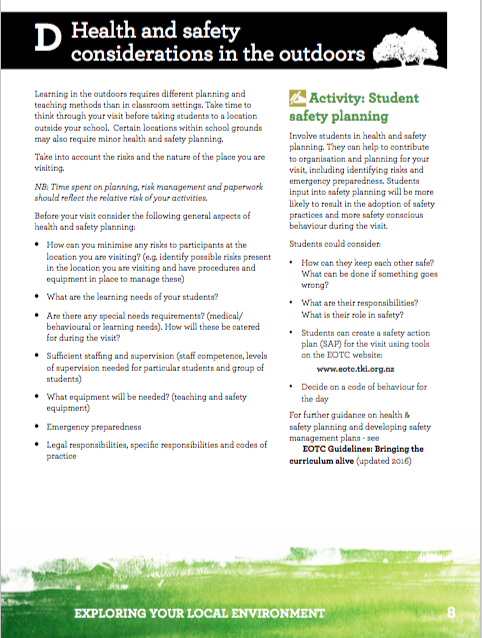 D
Health and safety
considerations in the outdoors
Learning in the outdoors requires different planning and
teaching methods than in classroom settings. Take time to
think through your visit before taking students to a location
outside your school. Certain locations within school grounds
may also require minor health and safety planning.
Take into account the risks and the nature of the place you are
visiting.
NB: Time spent on planning, risk management and paperwork
should reflect the relative risk of your activities.
Before your visit consider the following general aspects of
health and safety planning:
• How can you minimise any risks to participants at the
location you are visiting? (e.g. identify possible risks present
in the location you are visiting and have procedures and
equipment in place to manage these)
• What are the learning needs of your students?
• Are there any special needs requirements? (medical/
behavioural or learning needs). How will these be catered
for during the visit?
• Sufficient staffing and supervision (staff competence, levels
of supervision needed for particular students and group of
students)
• What equipment will be needed? (teaching and safety
equipment)
• Emergency preparedness
• Legal responsibilities, specific responsibilities and codes of
practice
Activity: Student
safety planning
Involve students in health and safety
planning. They can help to contribute
to organisation and planning for your
visit, including identifying risks and
emergency preparedness. Students
input into safety planning will be more
likely to result in the adoption of safety
practices and more safety conscious
behaviour during the visit.
Students could consider:
• How can they keep each other safe?
What can be done if something goes
wrong?
• What are their responsibilities?
What is their role in safety?
• Students can create a safety action
plan (SAP) for the visit using tools
on the EOTC website:
www.eotc.tki.org.nz
• Decide on a code of behaviour for
the day
For further guidance on health &
safety planning and developing safety
management plans - see
EOTC Guidelines: Bringing the
curriculum alive (updated 2016)
EXPLORING YOUR LOCAL ENVIRONMENT
8